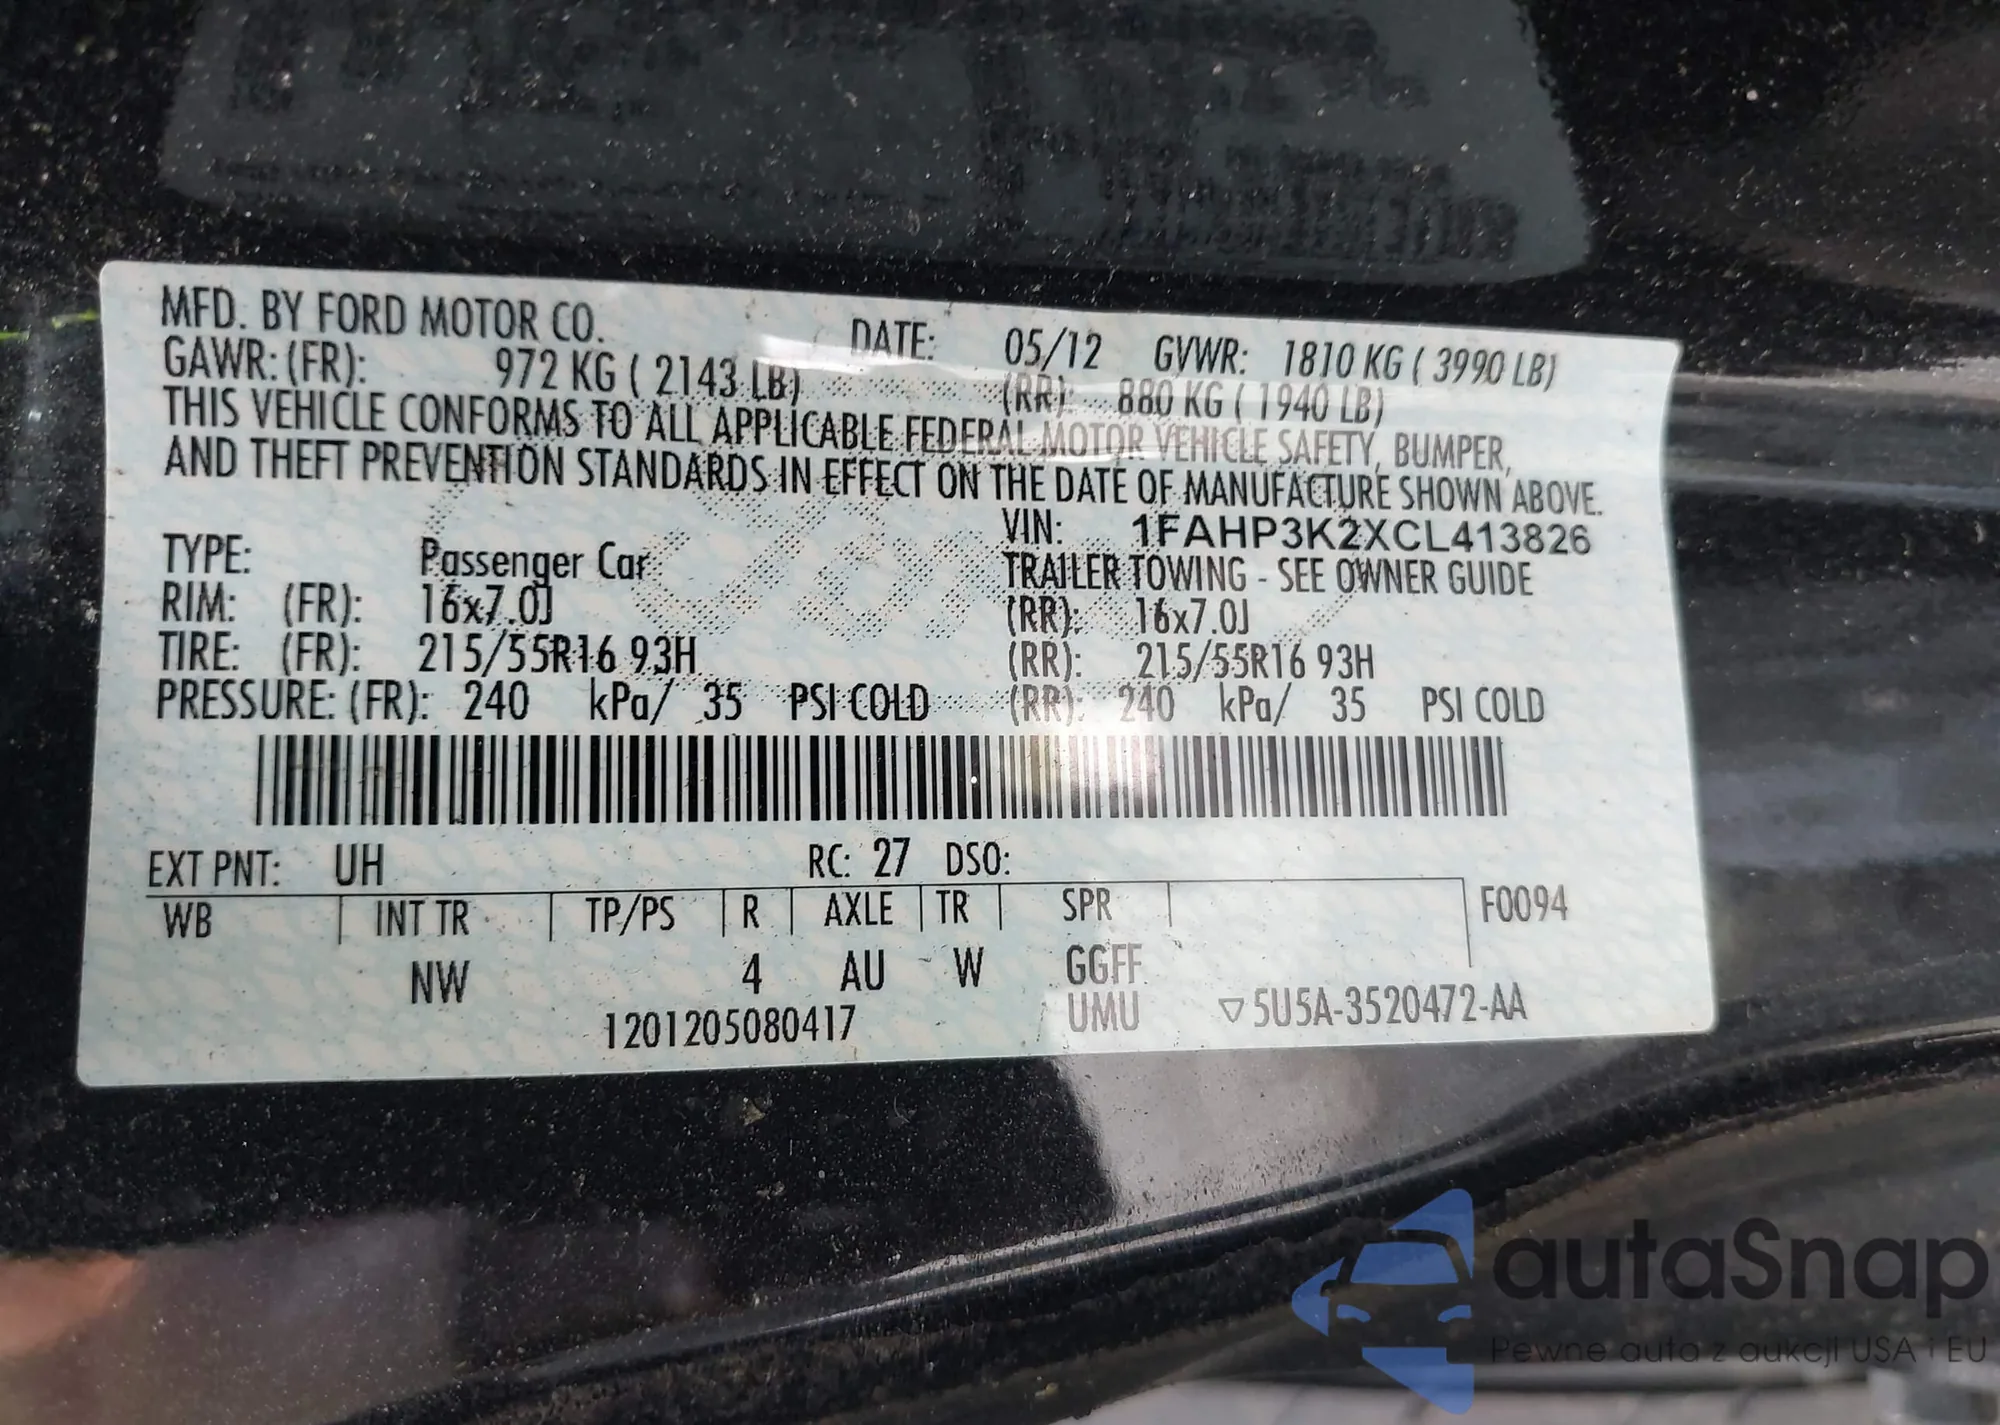 MFD. BY FORD MOTOR CO.
DATE: 05/12 GVWR: 1810 KG ( 3990 LB)
GAWR: (FR): 972 KG ( 2143 LB) (RR): 880 KG ( 1940 LB)
THIS VEHICLE CONFORMS TO ALL APPLICABLE FEDERAL MOTOR VEHICLE SAFETY, BUMPER,
AND THEFT PREVENTION STANDARDS IN EFFECT ON THE DATE OF MANUFACTURE SHOWN ABOVE.
VIN: 1FAHP3K2XCL413826
TYPE: Passenger Car TRAILER TOWING - SEE OWNER GUIDE
RIM: (FR): 16x7.0J (RR): 16x7.0J
TIRE: (FR): 215/55R16 93H (RR): 215/55R16 93H
PRESSURE: (FR): 240 kPa/ 35 PSI COLD (RR): 240 kPa/ 35 PSI COLD
EXT PNT: UH RC: 27 DSO:
WB INT TR TP/PS R AXLE TR SPR F0094
NW 4 AU W GGFF
1201205080417 UMU ▽5U5A-3520472-AA
autaSnap
Pewne auta z aukcji USA i EU